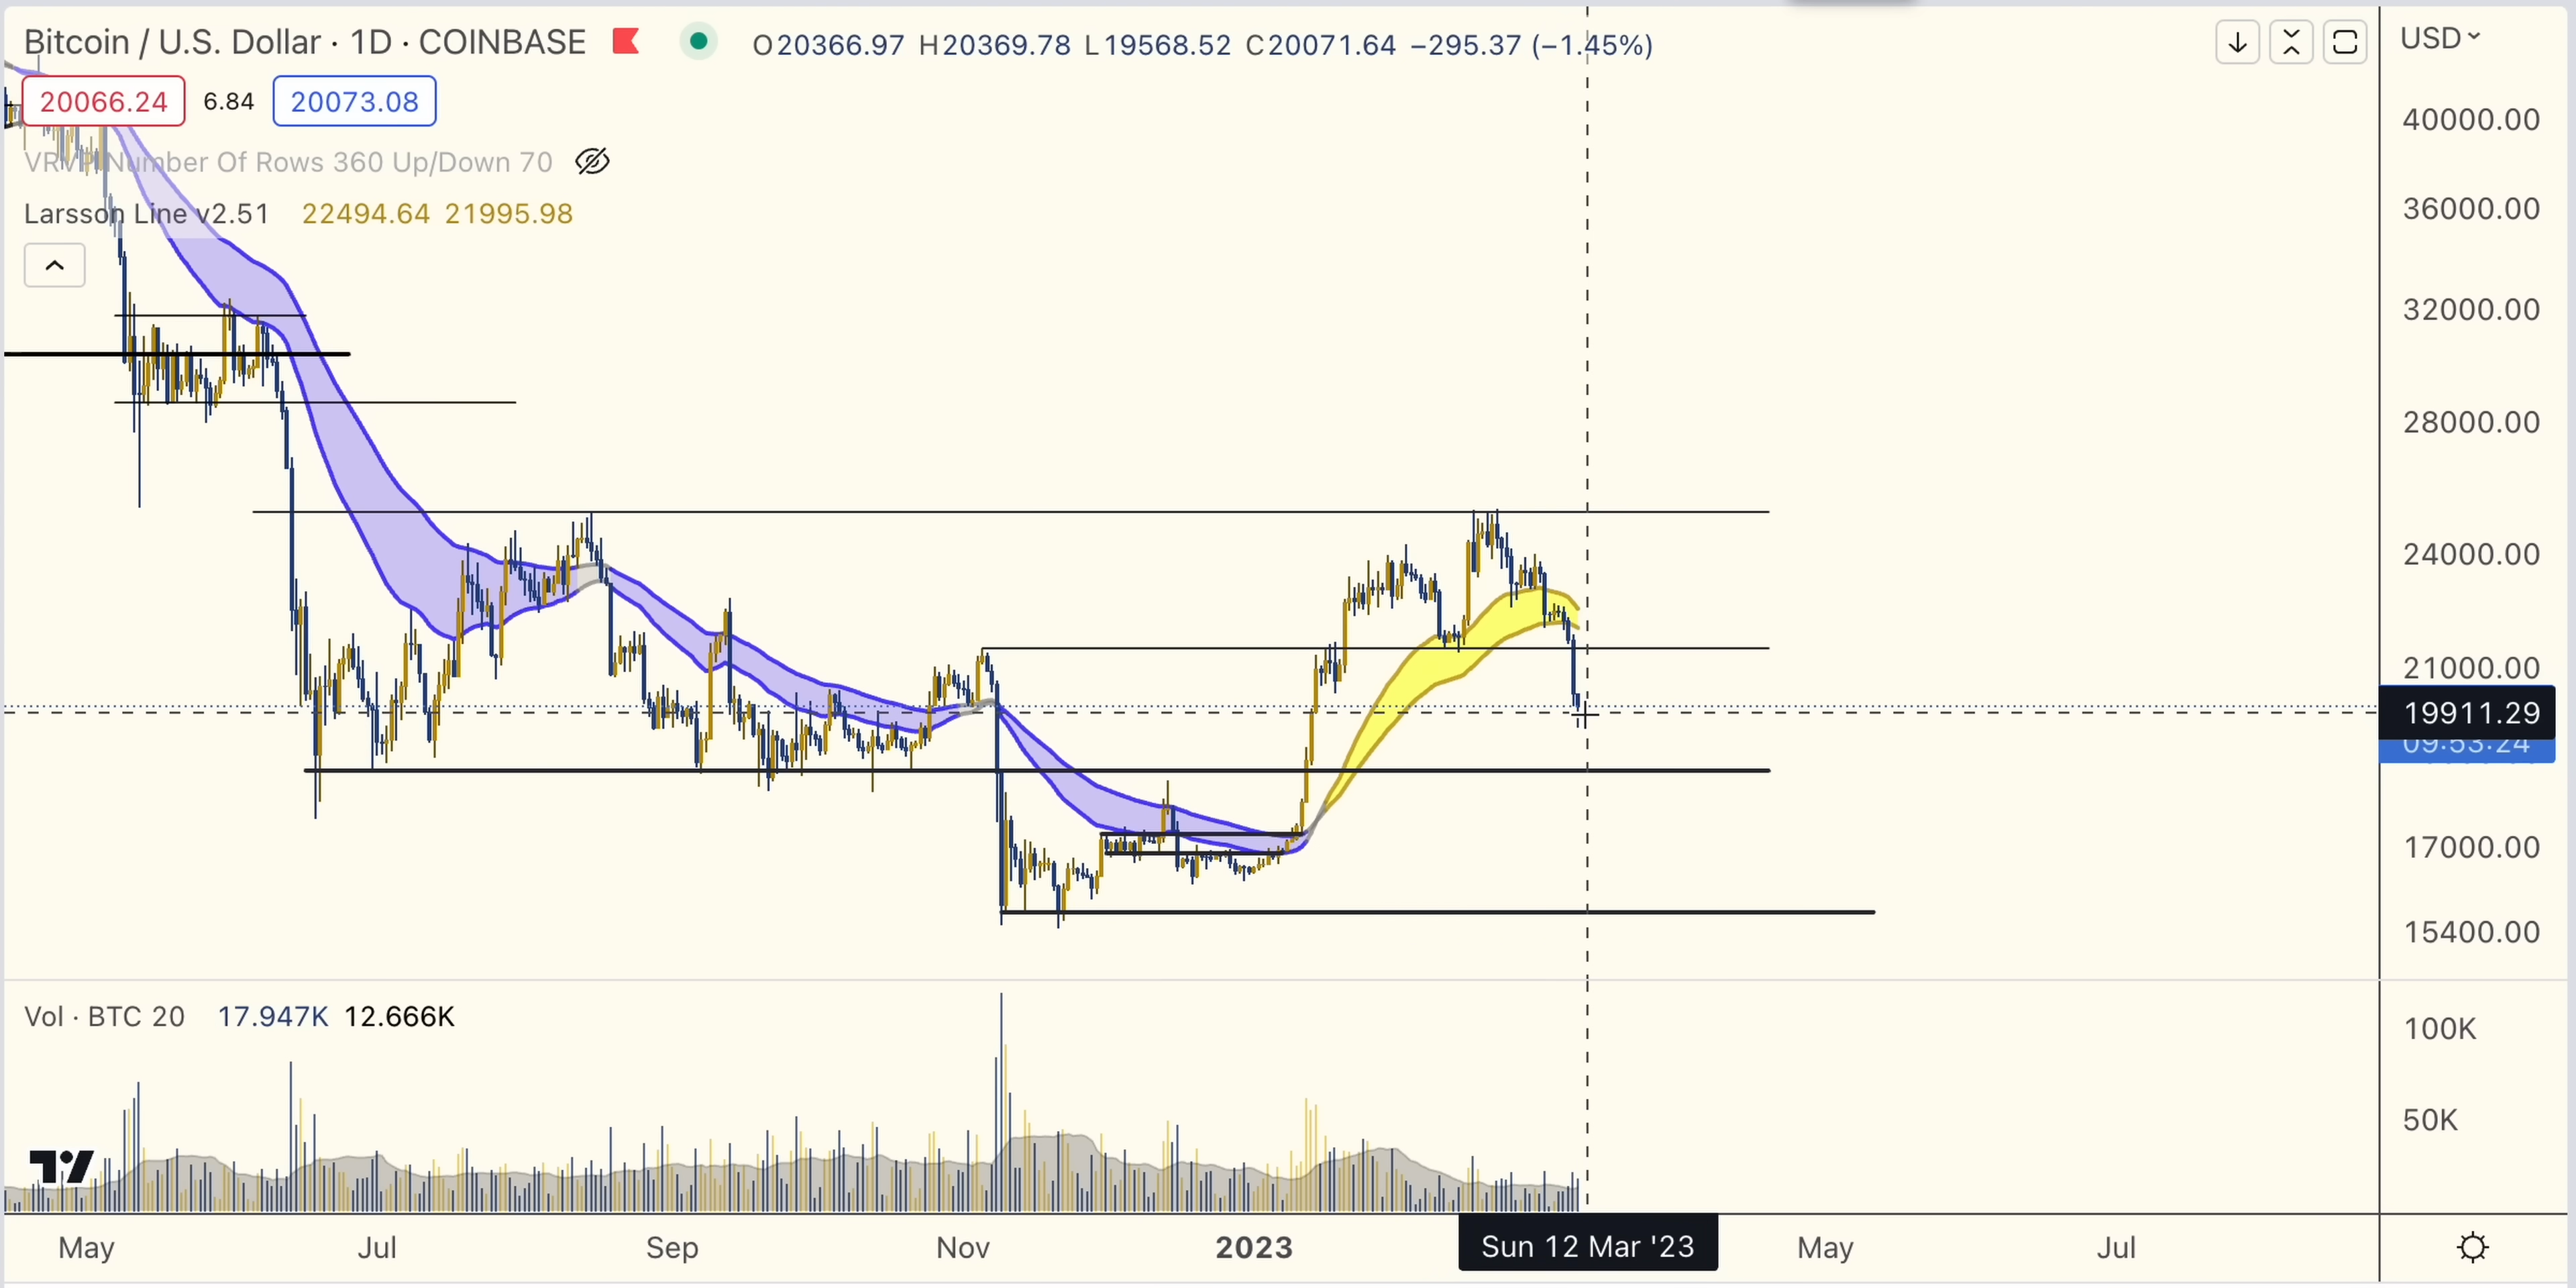 Bitcoin / U.S. Dollar · 1D · COINBASE O20366.97 H20369.78 L19568.52 C20071.64 −295.37 (−1.45%) USD
20066.24 6.84 20073.08
VRVP Number Of Rows 360 Up/Down 70
Larsson Line v2.51 22494.64 21995.98
40000.00
36000.00
32000.00
28000.00
24000.00
21000.00
19911.29
09:53:24
17000.00
15400.00
Vol · BTC 20 17.947K 12.666K
100K
50K
May Jul Sep Nov 2023 Sun 12 Mar '23 May Jul